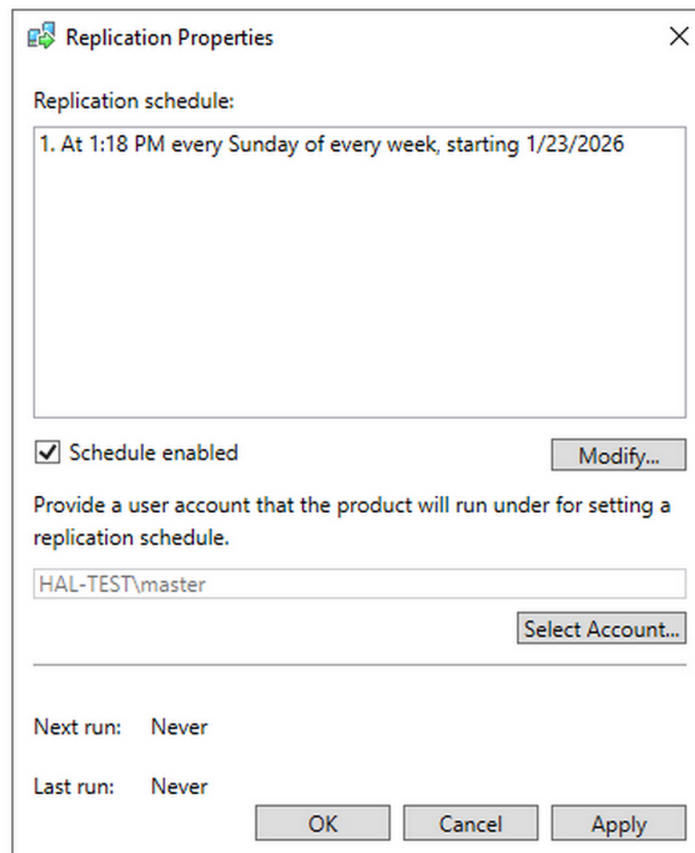 Replication Properties
Replication schedule:
1. At 1:18 PM every Sunday of every week, starting 1/23/2026
Schedule enabled
Modify...
Provide a user account that the product will run under for setting a
replication schedule.
HAL-TEST\master
Select Account...
Next run: Never
Last run: Never
OK Cancel Apply